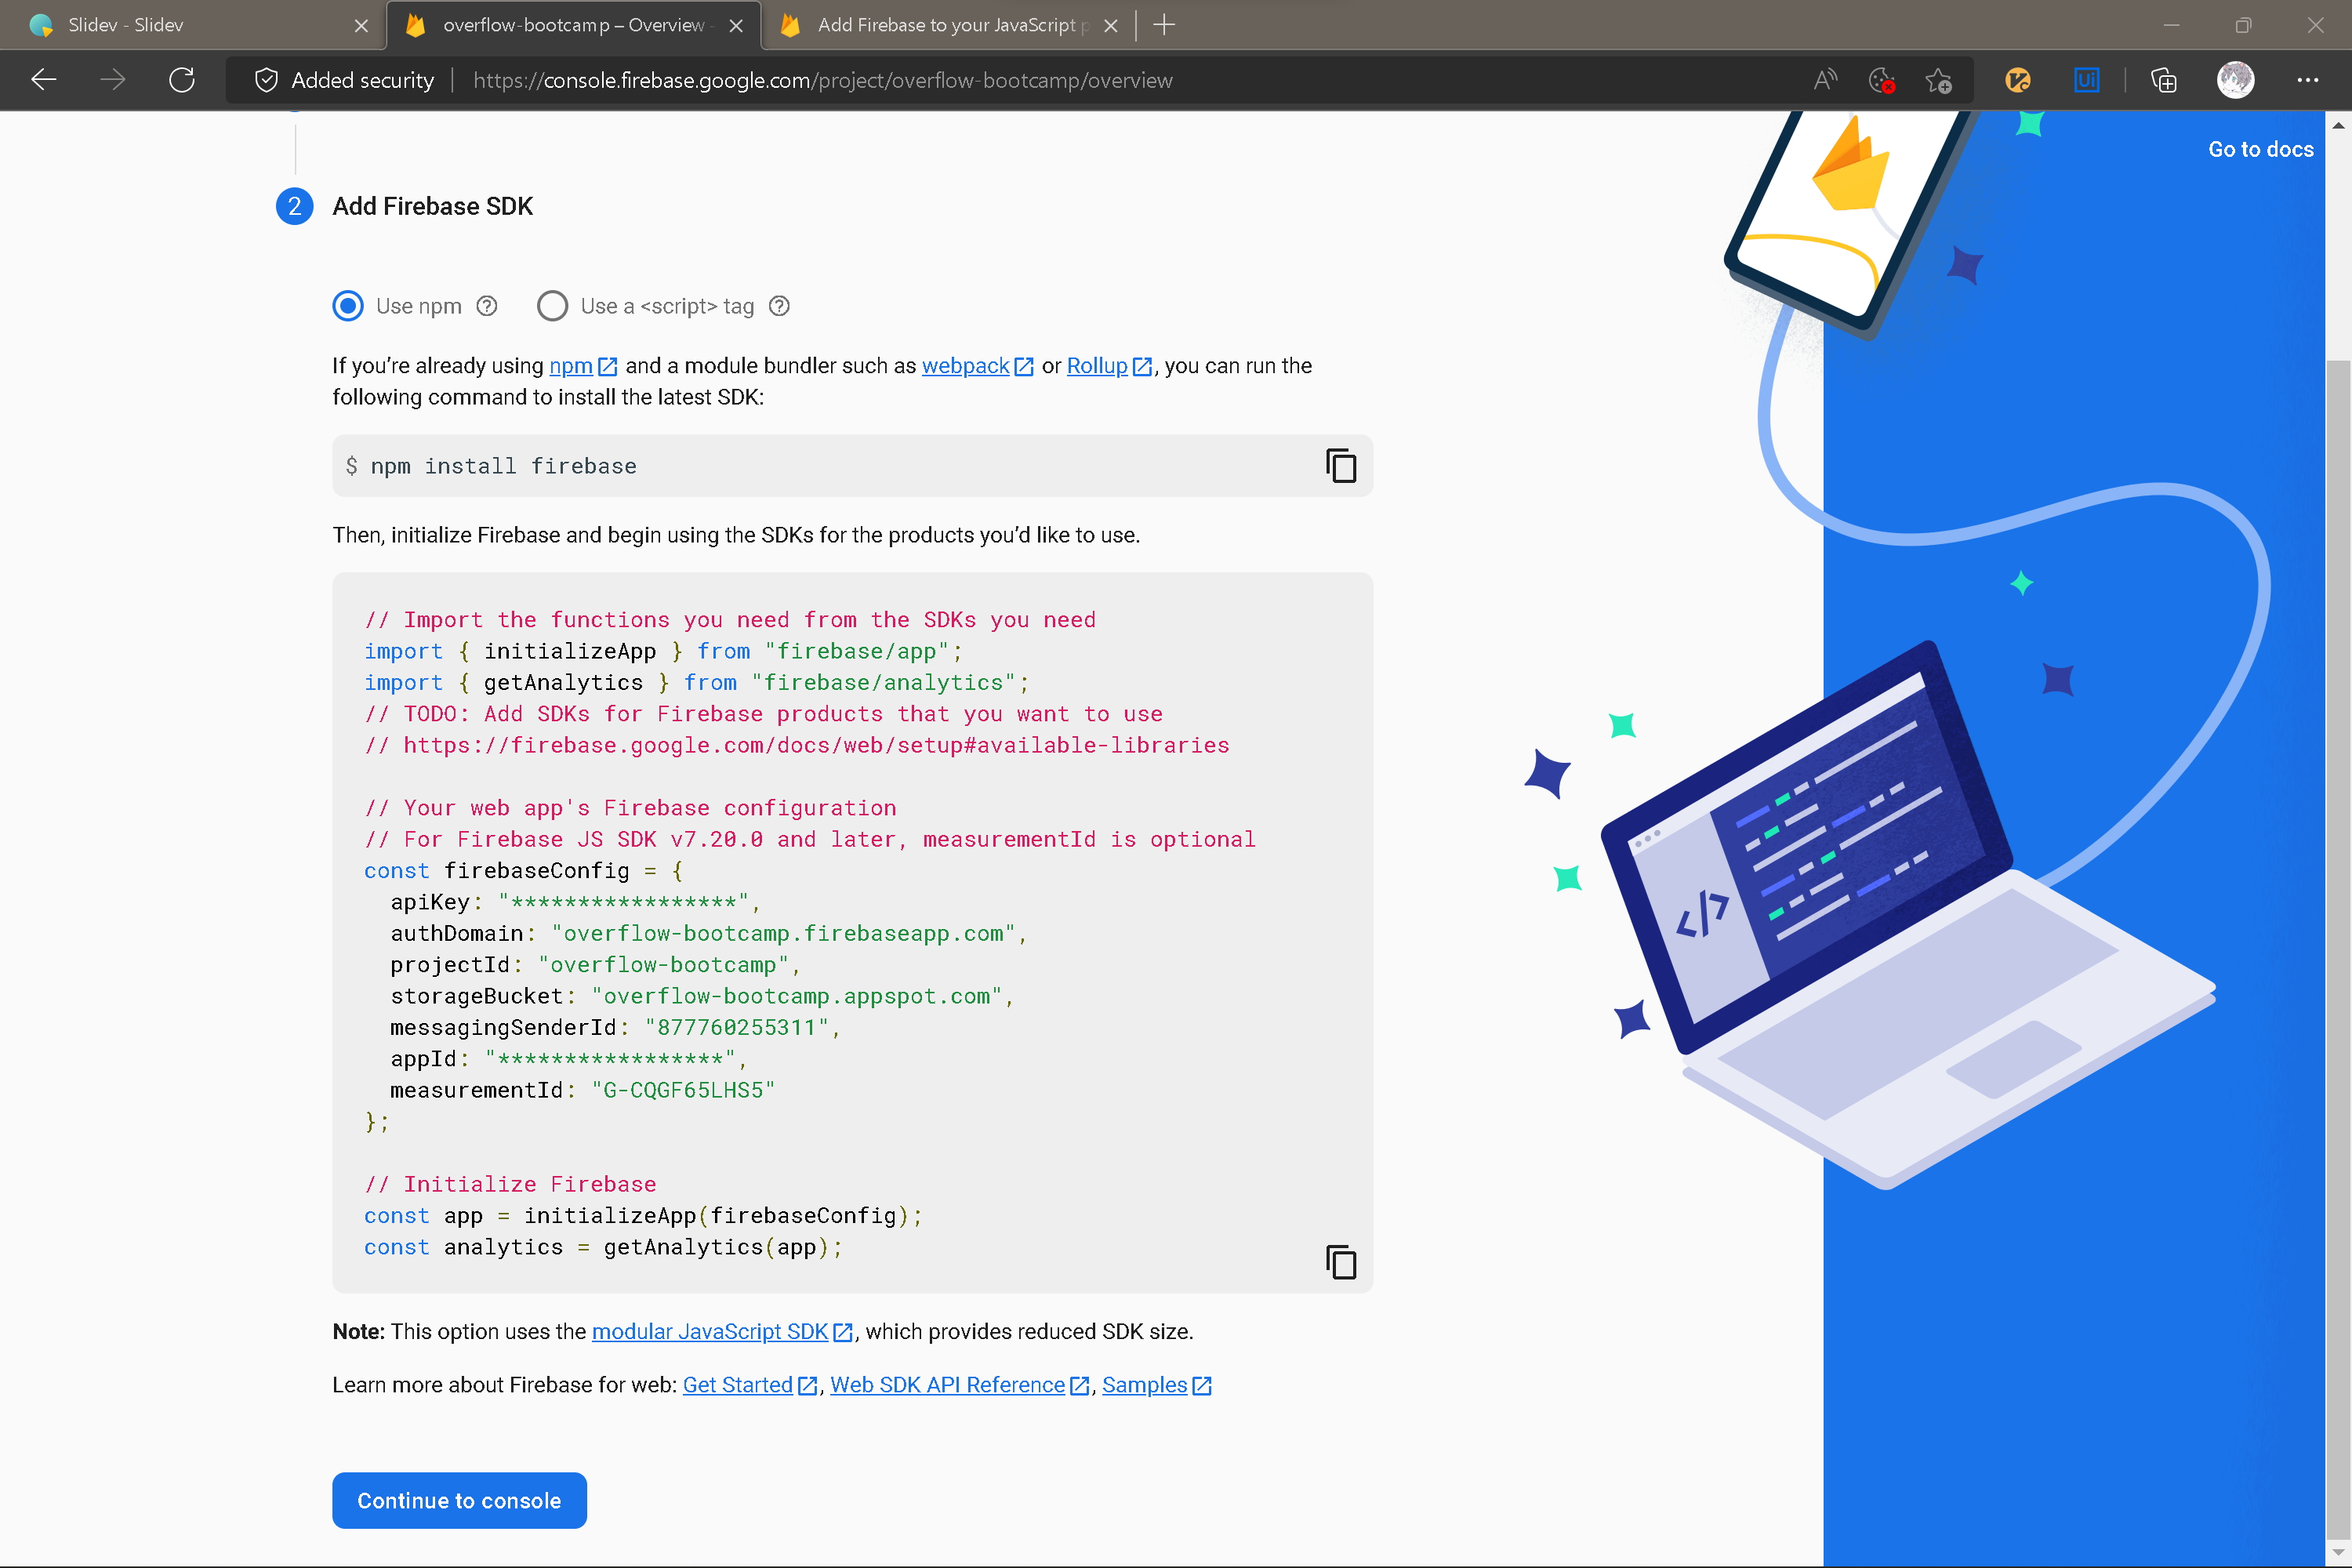 Slidev - Slidev
overflow-bootcamp – Overview -
Add Firebase to your JavaScript p
Added security
https://console.firebase.google.com/project/overflow-bootcamp/overview
Go to docs
2 Add Firebase SDK
Use npm
Use a <script> tag
If you’re already using npm and a module bundler such as webpack or Rollup, you can run the
following command to install the latest SDK:
$ npm install firebase
Then, initialize Firebase and begin using the SDKs for the products you’d like to use.
// Import the functions you need from the SDKs you need
import { initializeApp } from "firebase/app";
import { getAnalytics } from "firebase/analytics";
// TODO: Add SDKs for Firebase products that you want to use
// https://firebase.google.com/docs/web/setup#available-libraries
// Your web app's Firebase configuration
// For Firebase JS SDK v7.20.0 and later, measurementId is optional
const firebaseConfig = {
apiKey: "*****************",
authDomain: "overflow-bootcamp.firebaseapp.com",
projectId: "overflow-bootcamp",
storageBucket: "overflow-bootcamp.appspot.com",
messagingSenderId: "877760255311",
appId: "*****************",
measurementId: "G-CQGF65LHS5"
};
// Initialize Firebase
const app = initializeApp(firebaseConfig);
const analytics = getAnalytics(app);
Note: This option uses the modular JavaScript SDK, which provides reduced SDK size.
Learn more about Firebase for web: Get Started, Web SDK API Reference, Samples
Continue to console